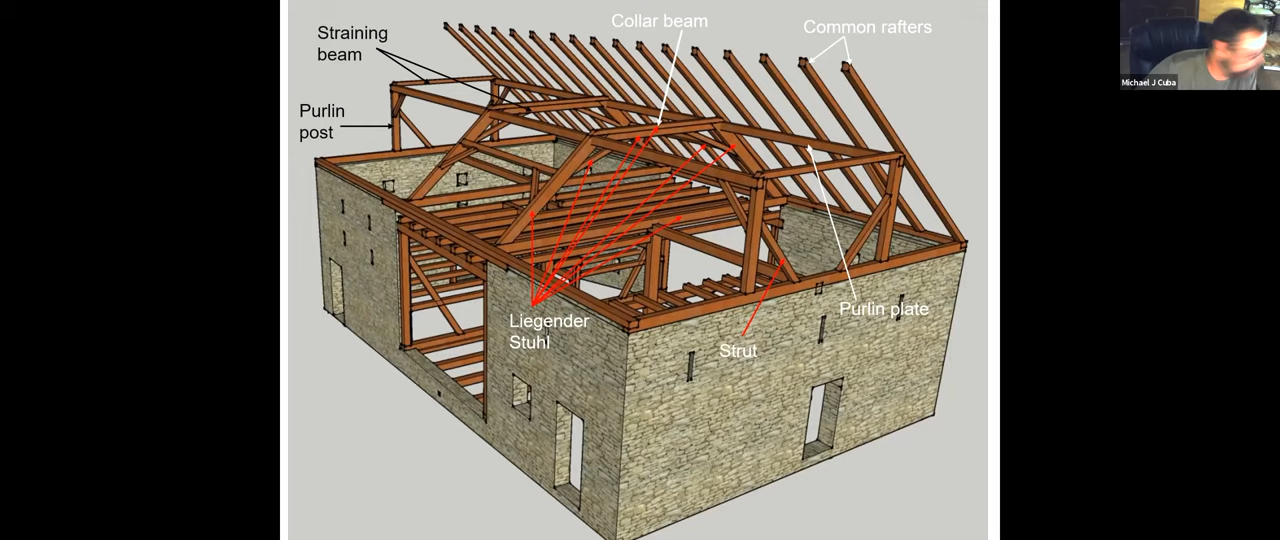 Collar beam
Common rafters
Straining
beam
Purlin
post
Michael J Cuba
Liegender
Stuhl
Strut
Purlin plate